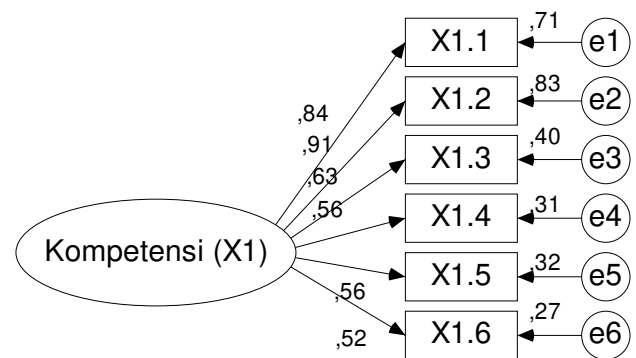 ,71
X1.1
e1
,84
,83
X1.2
e2
,91
,40
X1.3
e3
,63
,31
X1.4
e4
,56
Kompetensi (X1)
,32
X1.5
e5
,56
,27
X1.6
e6
,52